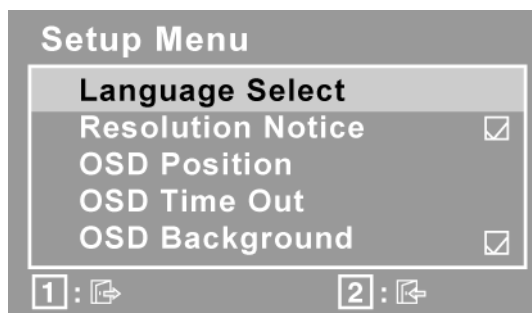 Setup Menu
Language Select
Resolution Notice
OSD Position
OSD Time Out
OSD Background
1 : 2 :